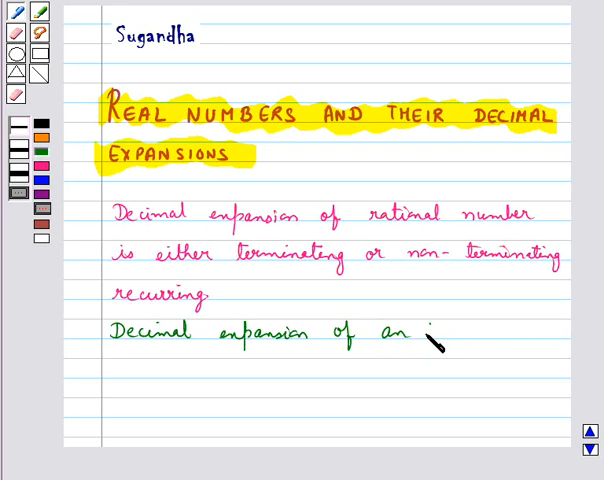 Sugandha
REAL NUMBERS AND THEIR DECIMAL
EXPANSIONS
Decimal expansion of rational number
is either terminating or non-terminating
recurring.
Decimal expansion of an i